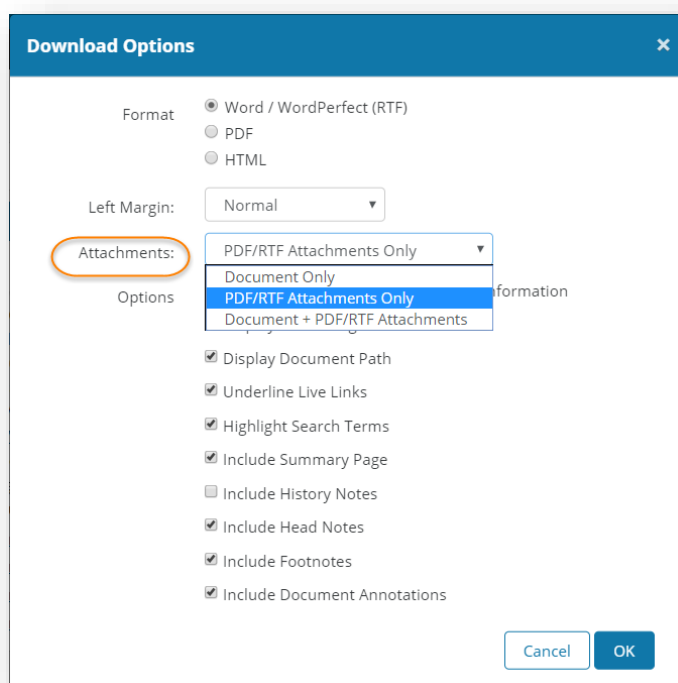 Download Options ×
Format
Word / WordPerfect (RTF)
PDF
HTML
Left Margin: Normal
Attachments: PDF/RTF Attachments Only
Document Only
Options PDF/RTF Attachments Only
Document + PDF/RTF Attachments
Display Document Path
Underline Live Links
Highlight Search Terms
Include Summary Page
Include History Notes
Include Head Notes
Include Footnotes
Include Document Annotations
Cancel OK